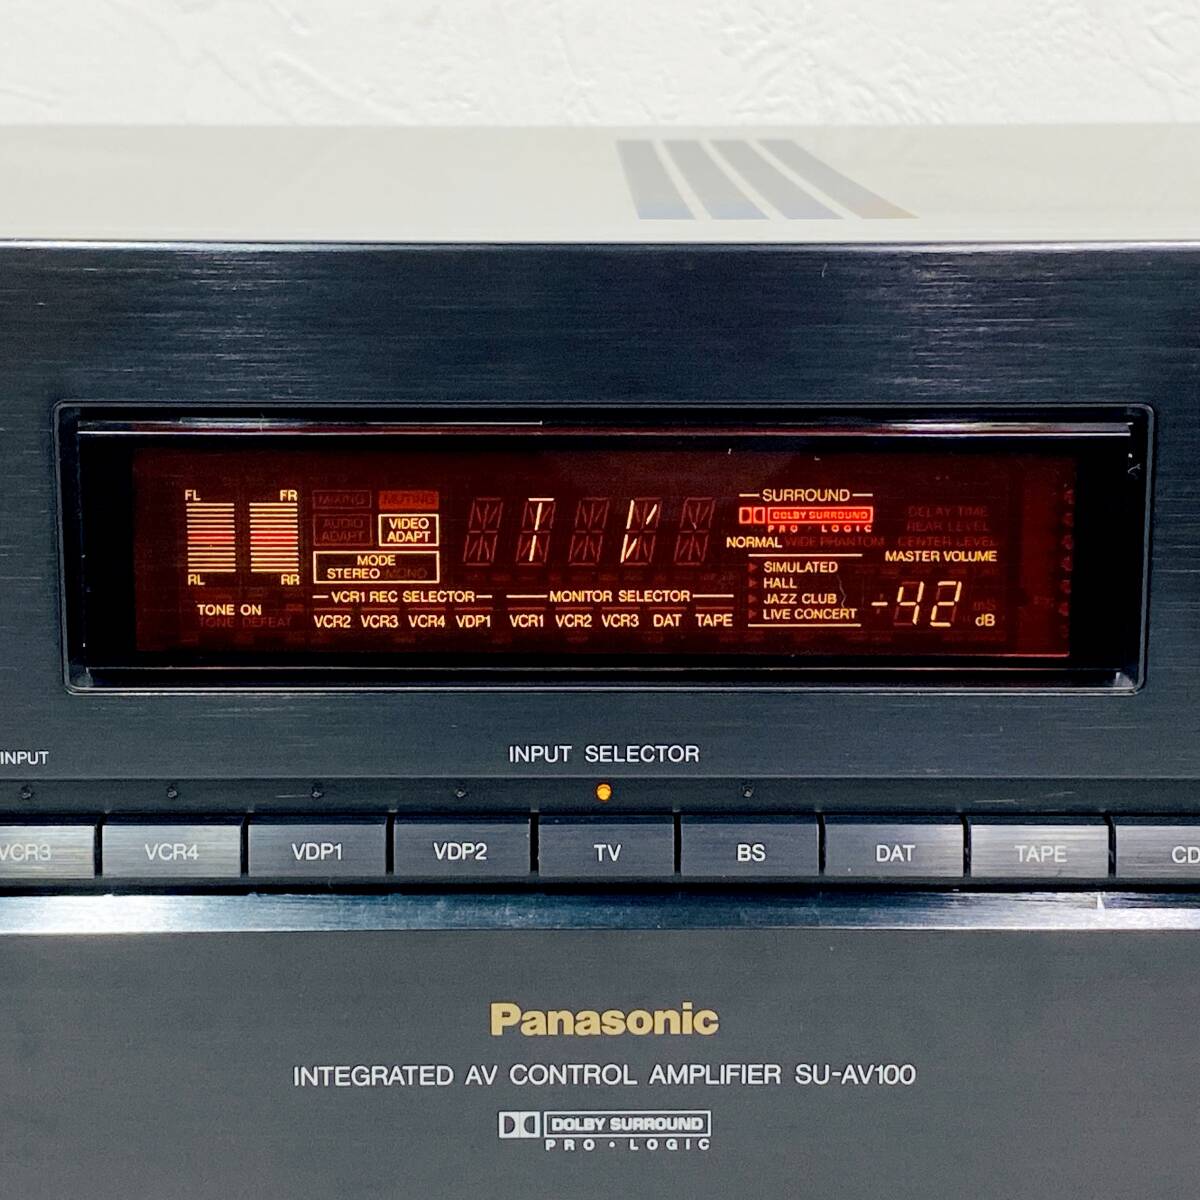 FL FR
RL RR
MIXING MUTING
AUDIO ADAPT
VIDEO ADAPT
MODE
STEREO MONO
TONE ON
TONE DEFEAT
VCR1 REC SELECTOR
VCR2 VCR3 VCR4 VDP1
T V
MONITOR SELECTOR
VCR1 VCR2 VCR3 DAT TAPE
SURROUND
DOLBY SURROUND
PRO · LOGIC
NORMAL WIDE PHANTOM
SIMULATED
HALL
JAZZ CLUB
LIVE CONCERT
DELAY TIME
REAR LEVEL
CENTER LEVEL
MASTER VOLUME
-42 mS
dB
INPUT
INPUT SELECTOR
VCR3 VCR4 VDP1 VDP2 TV BS DAT TAPE CD
Panasonic
INTEGRATED AV CONTROL AMPLIFIER SU-AV100
DOLBY SURROUND
PRO · LOGIC